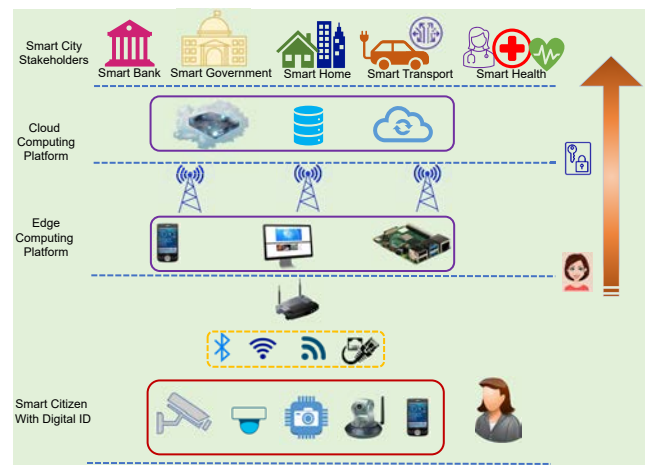 Smart City
Stakeholders
Smart Bank
Smart Government
Smart Home
Smart Transport
Smart Health
Cloud
Computing
Platform
Edge
Computing
Platform
Smart Citizen
With Digital ID